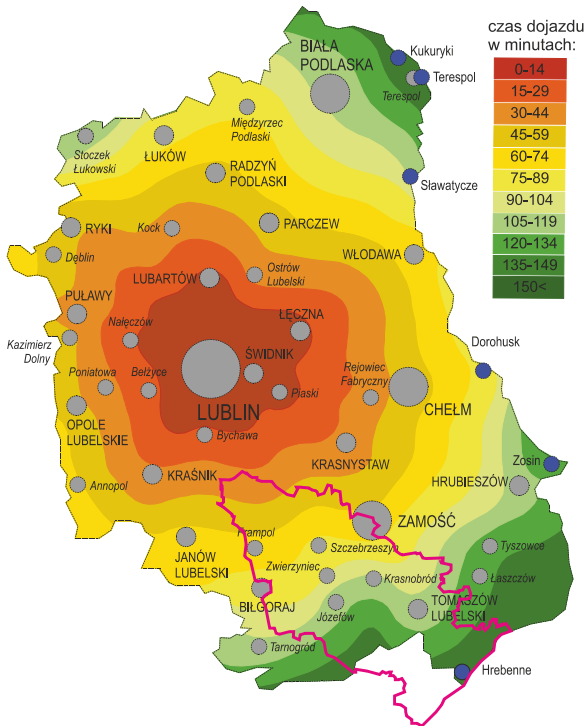 czas dojazdu
w minutach:
0-14
15-29
30-44
45-59
60-74
75-89
90-104
105-119
120-134
135-149
150<
Kukuryki
BIAŁA
PODLASKA
Terespol
Terespol
Międzyrzec
Podlaski
Stoczek
Łukowski
ŁUKÓW
RADZYŃ
PODLASKI
Sławatycze
RYKI
Kock
PARCZEW
Dęblin
WŁODAWA
LUBARTÓW
Ostrów
Lubelski
PUŁAWY
Nałęczów
ŁĘCZNA
Kazimierz
Dolny
Dorohusk
Poniatowa
Bełżyce
ŚWIDNIK
Rejowiec
Fabryczny
Piaski
CHEŁM
LUBLIN
OPOLE
LUBELSKIE
Bychawa
KRASNYSTAW
Zosin
KRAŚNIK
HRUBIESZÓW
Annopol
ZAMOŚĆ
Frampol
JANÓW
LUBELSKI
Szczebrzeszyn
Tyszowce
Zwierzyniec
Krasnobród
Łaszczów
BIŁGORAJ
Józefów
TOMASZÓW
LUBELSKI
Tarnogród
Hrebenne